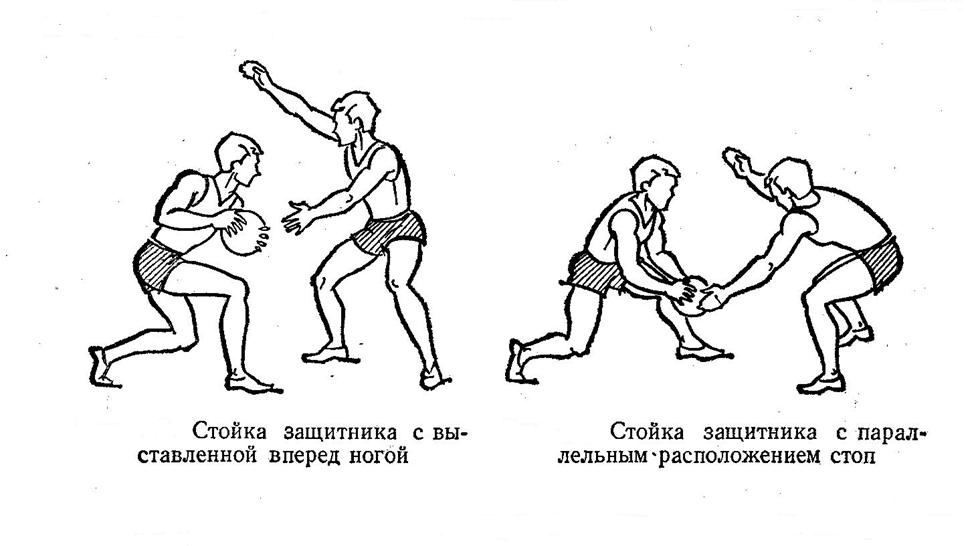 Стойка защитника с вы-
ставленной вперед ногой
Стойка защитника с парал-
лельным расположением стоп